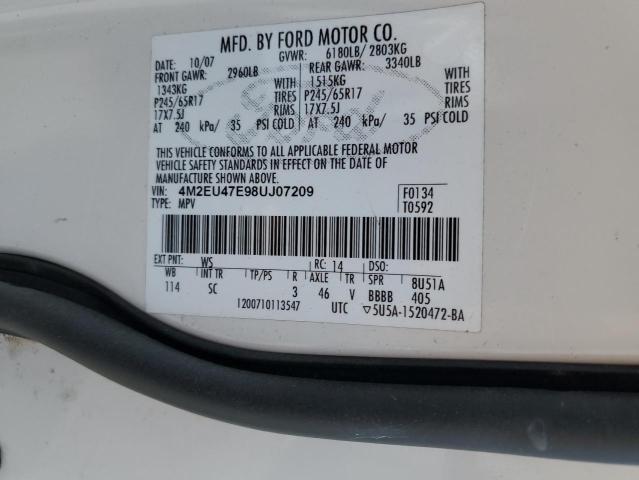 MFD. BY FORD MOTOR CO.
DATE: 10/07 GVWR: 6180LB/ 2803KG
FRONT GAWR: 2960LB REAR GAWR: 3340LB
1343KG WITH 1515KG WITH
P245/65R17 TIRES P245/65R17 TIRES
17X7.5J RIMS 17X7.5J RIMS
AT 240 kPa/ 35 PSI COLD AT 240 kPa/ 35 PSI COLD
THIS VEHICLE CONFORMS TO ALL APPLICABLE FEDERAL MOTOR
VEHICLE SAFETY STANDARDS IN EFFECT ON THE DATE OF
MANUFACTURE SHOWN ABOVE.
VIN: 4M2EU47E98UJ07209 F0134
TYPE: MPV T0592
EXT PNT: WS RC: 14 DSO:
WB INT TR TP/PS R AXLE TR SPR 8U51A
114 SC 3 46 V BBBB 405
I200710113547 UTC ▽5U5A-1520472-BA